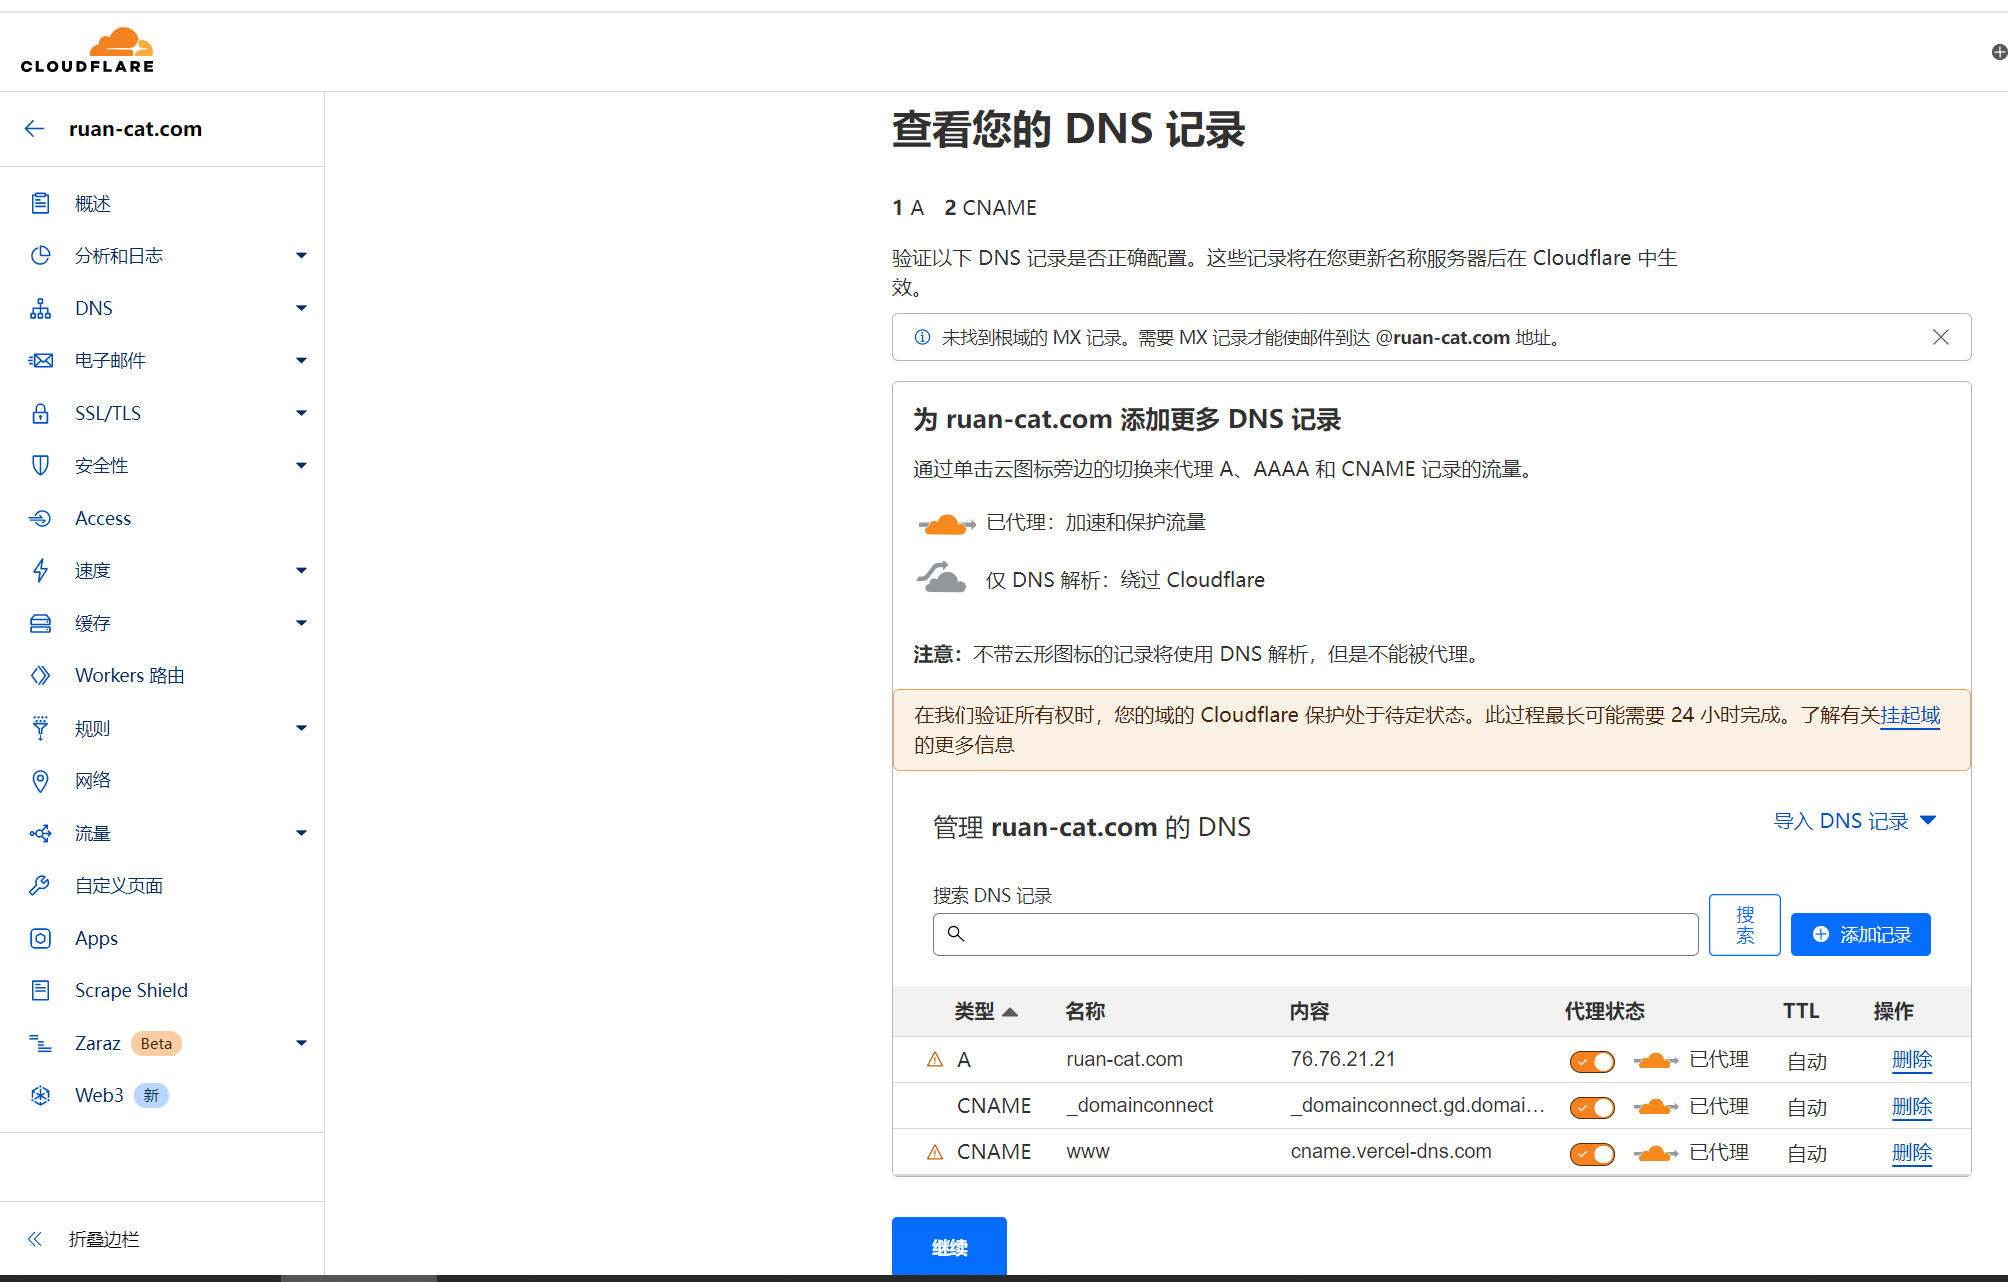 CLOUDFLARE
ruan-cat.com
概述
分析和日志
DNS
电子邮件
SSL/TLS
安全性
Access
速度
缓存
Workers 路由
规则
网络
流量
自定义页面
Apps
Scrape Shield
Zaraz Beta
Web3 新
折叠边栏
查看您的 DNS 记录
1 A 2 CNAME
验证以下 DNS 记录是否正确配置。这些记录将在您更新名称服务器后在 Cloudflare 中生
效。
未找到根域的 MX 记录。需要 MX 记录才能使邮件到达 @ruan-cat.com 地址。
为 ruan-cat.com 添加更多 DNS 记录
通过单击云图标旁边的切换来代理 A、AAAA 和 CNAME 记录的流量。
已代理：加速和保护流量
仅 DNS 解析：绕过 Cloudflare
注意：不带云形图标的记录将使用 DNS 解析，但是不能被代理。
在我们验证所有权时，您的域的 Cloudflare 保护处于待定状态。此过程最长可能需要 24 小时完成。了解有关挂起域
的更多信息
管理 ruan-cat.com 的 DNS
导入 DNS 记录
搜索 DNS 记录
搜
索
添加记录
类型 名称 内容 代理状态 TTL 操作
A ruan-cat.com 76.76.21.21 已代理 自动 删除
CNAME _domainconnect _domainconnect.gd.domai… 已代理 自动 删除
CNAME www cname.vercel-dns.com 已代理 自动 删除
继续